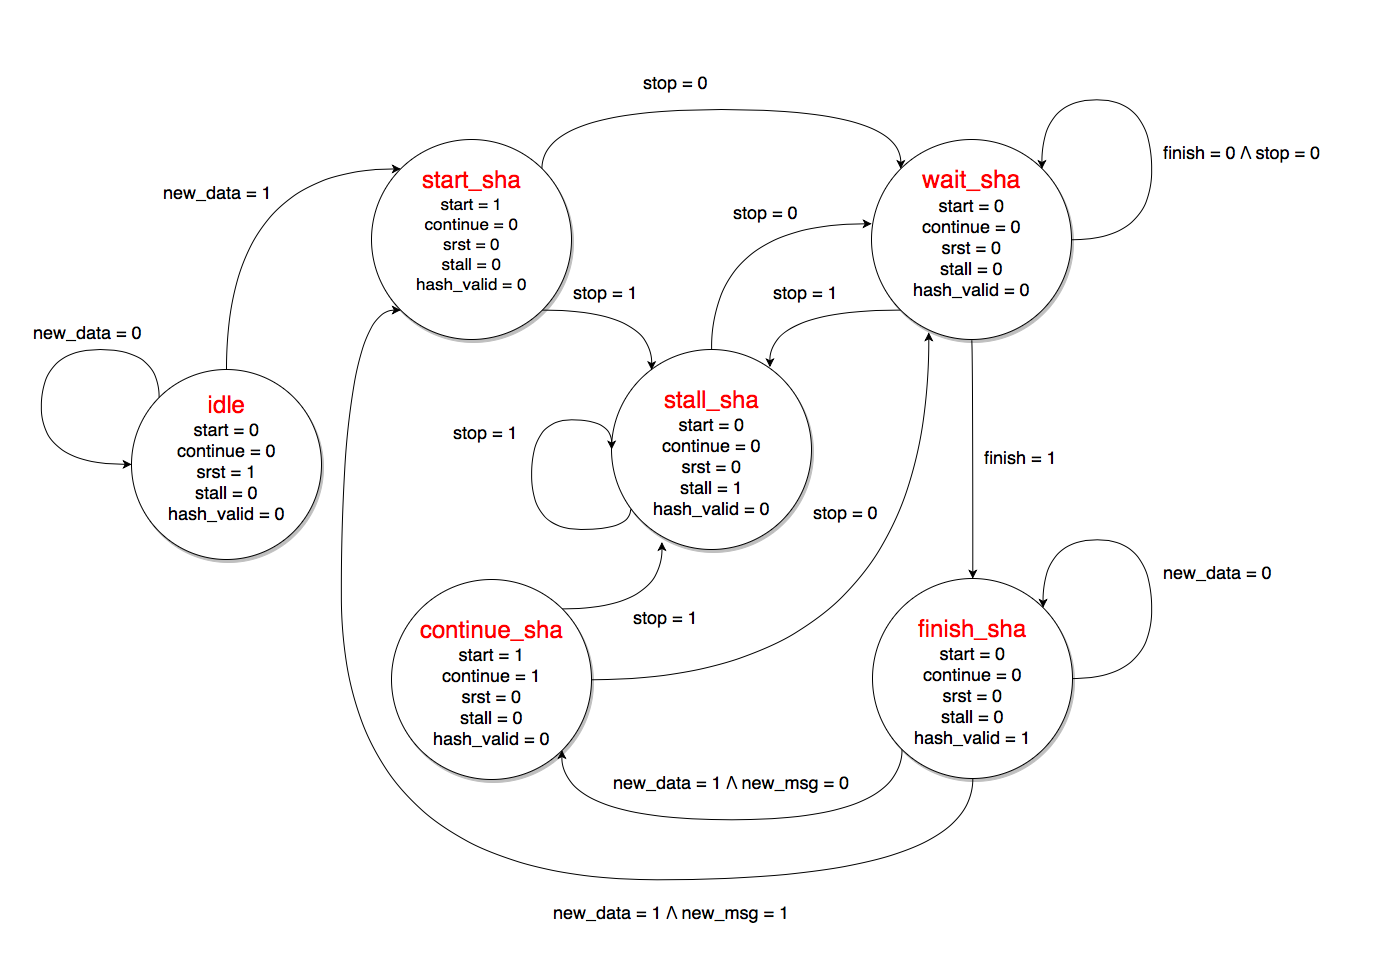 stop = 0
finish = 0 Λ stop = 0
new_data = 1
start_sha
start = 1
continue = 0
srst = 0
stall = 0
hash_valid = 0
wait_sha
start = 0
continue = 0
srst = 0
stall = 0
hash_valid = 0
stop = 0
stop = 1
stop = 1
new_data = 0
idle
start = 0
continue = 0
srst = 1
stall = 0
hash_valid = 0
stall_sha
start = 0
continue = 0
srst = 0
stall = 1
hash_valid = 0
stop = 1
finish = 1
stop = 0
new_data = 0
stop = 1
continue_sha
start = 1
continue = 1
srst = 0
stall = 0
hash_valid = 0
finish_sha
start = 0
continue = 0
srst = 0
stall = 0
hash_valid = 1
new_data = 1 Λ new_msg = 0
new_data = 1 Λ new_msg = 1